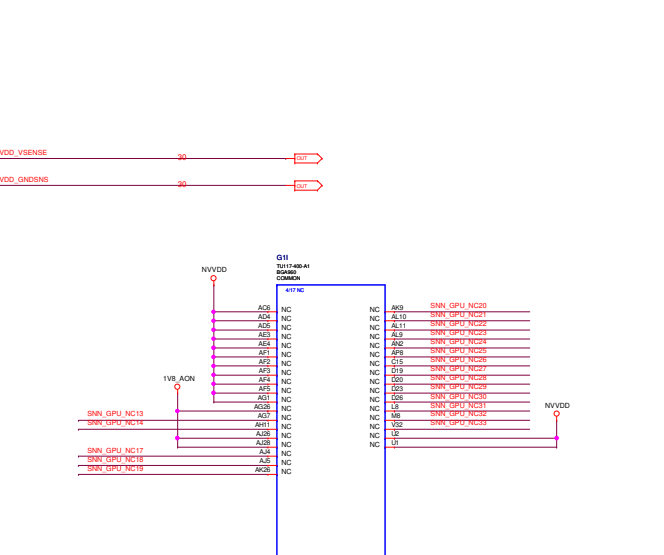 VDD_VSENSE
20
OUT
VDD_GNDSNS
20
OUT
G1I
TU117-400-A1
BGA960
COMMON
NVVDD
4/17 NC
AC6 NC NC AK9 SNN_GPU_NC20
AD4 NC NC AL10 SNN_GPU_NC21
AD5 NC NC AL11 SNN_GPU_NC22
AE3 NC NC AL9 SNN_GPU_NC23
AE4 NC NC AN2 SNN_GPU_NC24
AF1 NC NC AP8 SNN_GPU_NC25
AF2 NC NC C15 SNN_GPU_NC26
AF3 NC NC D19 SNN_GPU_NC27
1V8_AON AF4 NC NC D20 SNN_GPU_NC28
AF5 NC NC D23 SNN_GPU_NC29
AG1 NC NC D26 SNN_GPU_NC30
AG26 NC NC L8 SNN_GPU_NC31 NVVDD
SNN_GPU_NC13 AG7 NC NC M8 SNN_GPU_NC32
SNN_GPU_NC14 AH11 NC NC V32 SNN_GPU_NC33
AJ26 NC NC U2
AJ28 NC NC U1
SNN_GPU_NC17 AJ4 NC
SNN_GPU_NC18 AJ5 NC
SNN_GPU_NC19 AK26 NC